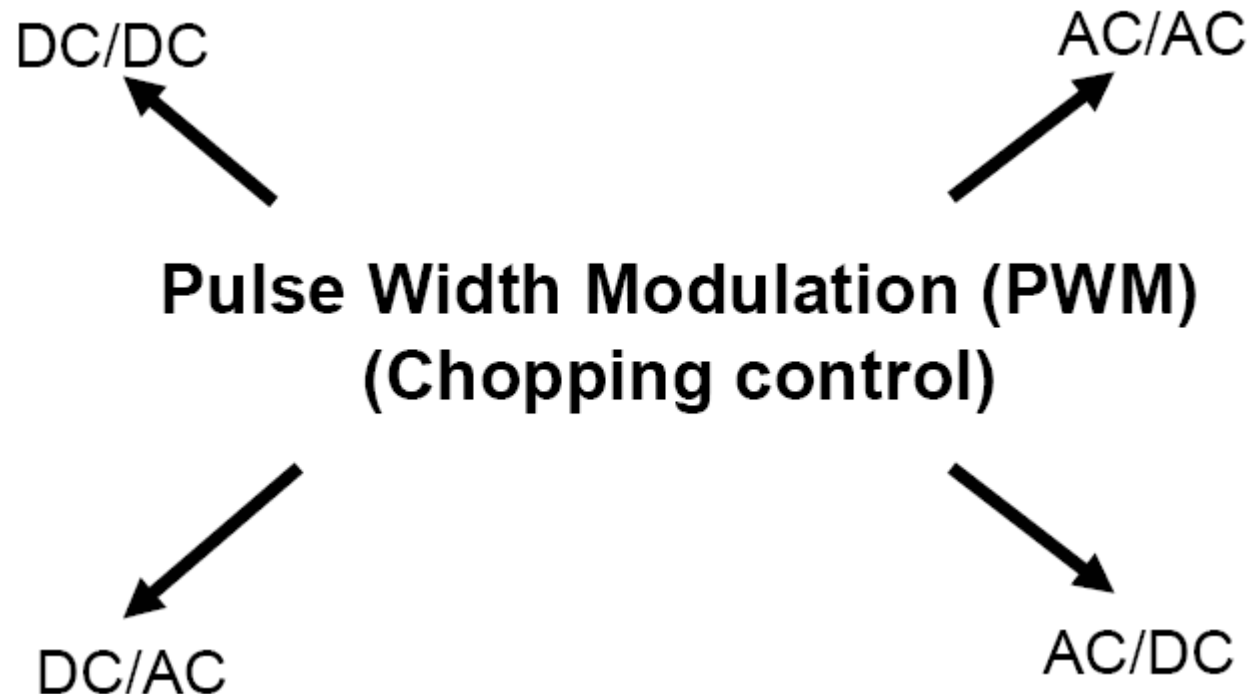 DC/DC
AC/AC
Pulse Width Modulation (PWM)
(Chopping control)
DC/AC
AC/DC